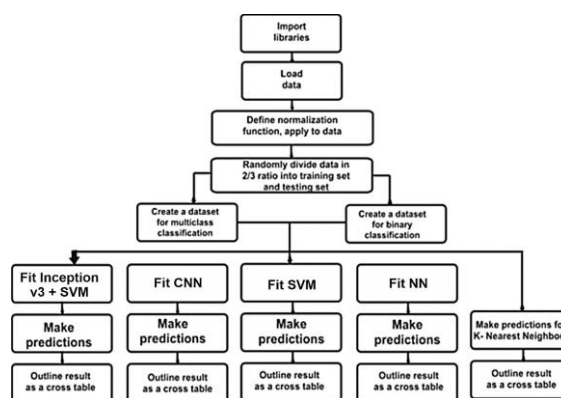 Import
libraries
Load
data
Define normalization
function, apply to data
Randomly divide data in
2/3 ratio into training set
and testing set
Create a dataset
for multiclass
classification
Create a dataset
for binary
classification
Fit Inception
v3 + SVM
Fit CNN
Fit SVM
Fit NN
Make
predictions
Make
predictions
Make
predictions
Make
predictions
Make predictions for
K- Nearest Neighbor
Outline result
as a cross table
Outline result
as a cross table
Outline result
as a cross table
Outline result
as a cross table
Outline result
as a cross table